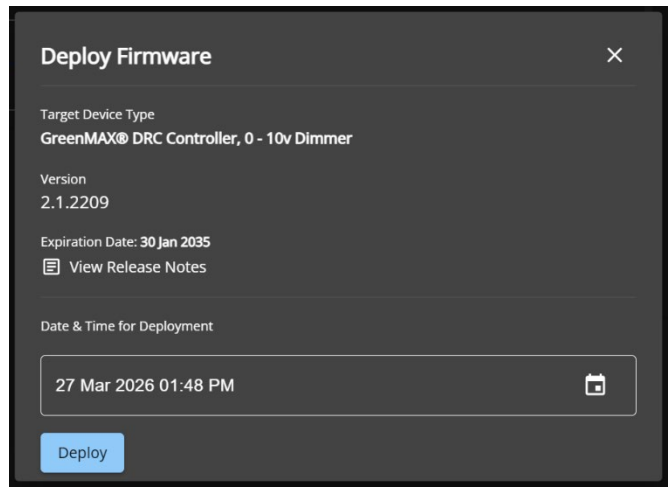 Deploy Firmware
Target Device Type
GreenMAX® DRC Controller, 0 - 10v Dimmer
Version
2.1.2209
Expiration Date: 30 Jan 2035
View Release Notes
Date & Time for Deployment
27 Mar 2026 01:48 PM
Deploy